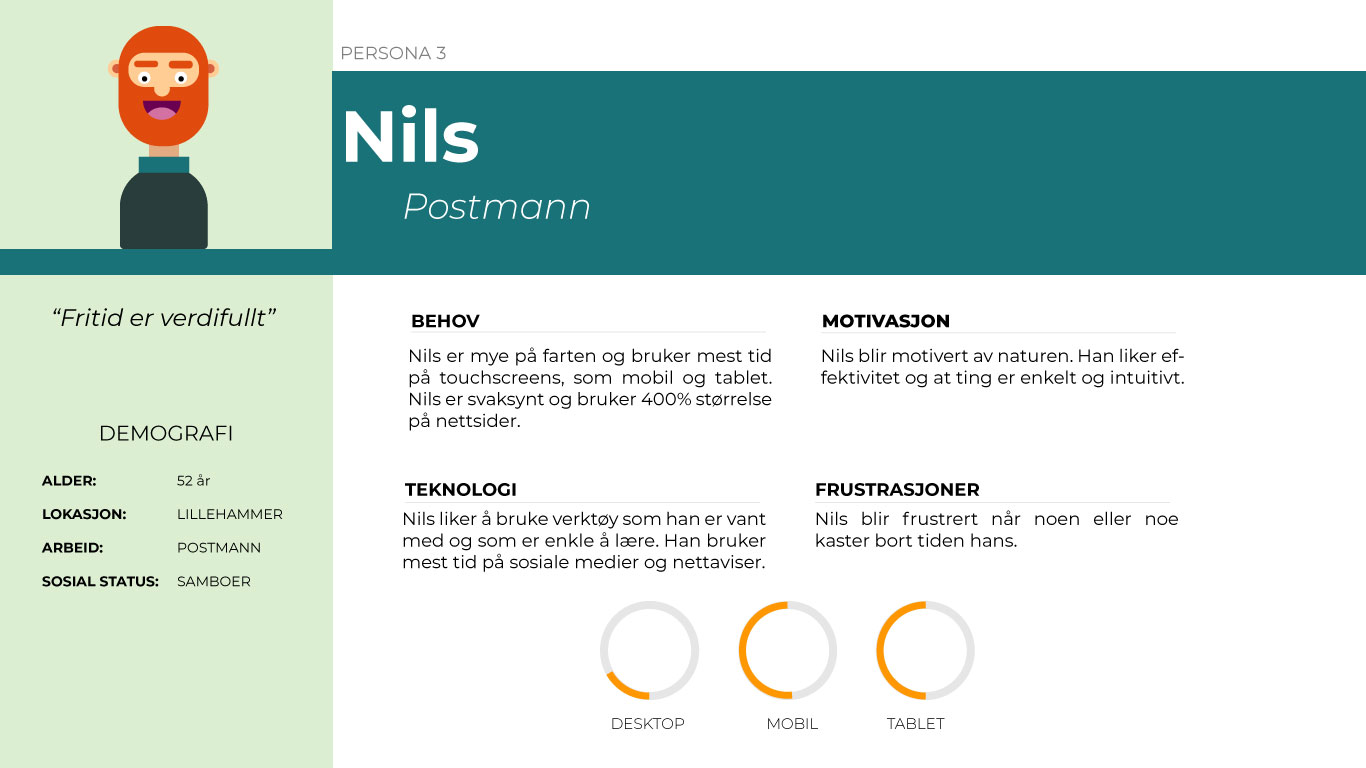 PERSONA 3
Nils
Postmann
“Fritid er verdifullt”
DEMOGRAFI
ALDER: 52 år
LOKASJON: LILLEHAMMER
ARBEID: POSTMANN
SOSIAL STATUS: SAMBOER
BEHOV
Nils er mye på farten og bruker mest tid
på touchscreens, som mobil og tablet.
Nils er svaksynt og bruker 400% størrelse
på nettsider.
MOTIVASJON
Nils blir motivert av naturen. Han liker ef-
fektivitet og at ting er enkelt og intuitivt.
TEKNOLOGI
Nils liker å bruke verktøy som han er vant
med og som er enkle å lære. Han bruker
mest tid på sosiale medier og nettaviser.
FRUSTRASJONER
Nils blir frustrert når noen eller noe
kaster bort tiden hans.
DESKTOP
MOBIL
TABLET